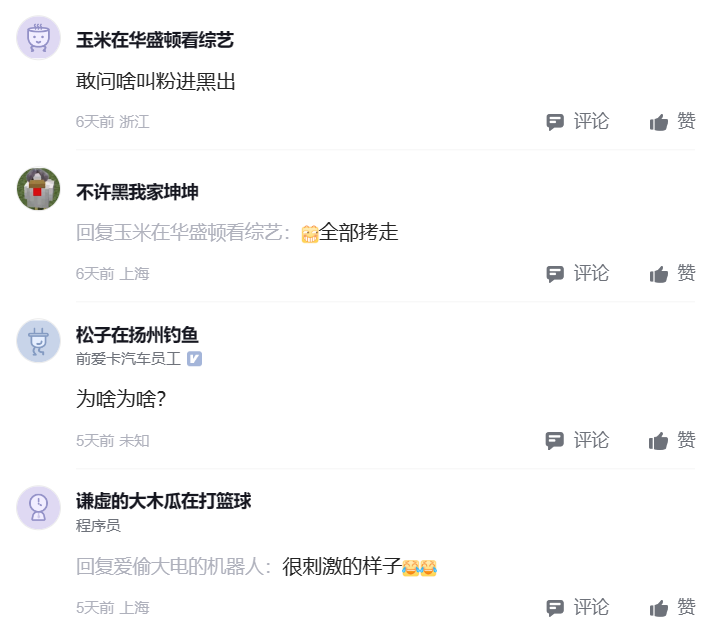 玉米在华盛顿看综艺
敢问啥叫粉进黑出
6天前 浙江
评论
赞
不许黑我家坤坤
回复玉米在华盛顿看综艺：😁全部拷走
6天前 上海
评论
赞
松子在扬州钓鱼
前爱卡汽车员工
为啥为啥？
5天前 未知
评论
赞
谦虚的大木瓜在打篮球
程序员
回复爱偷大电的机器人：很刺激的样子😂😂
5天前 上海
评论
赞